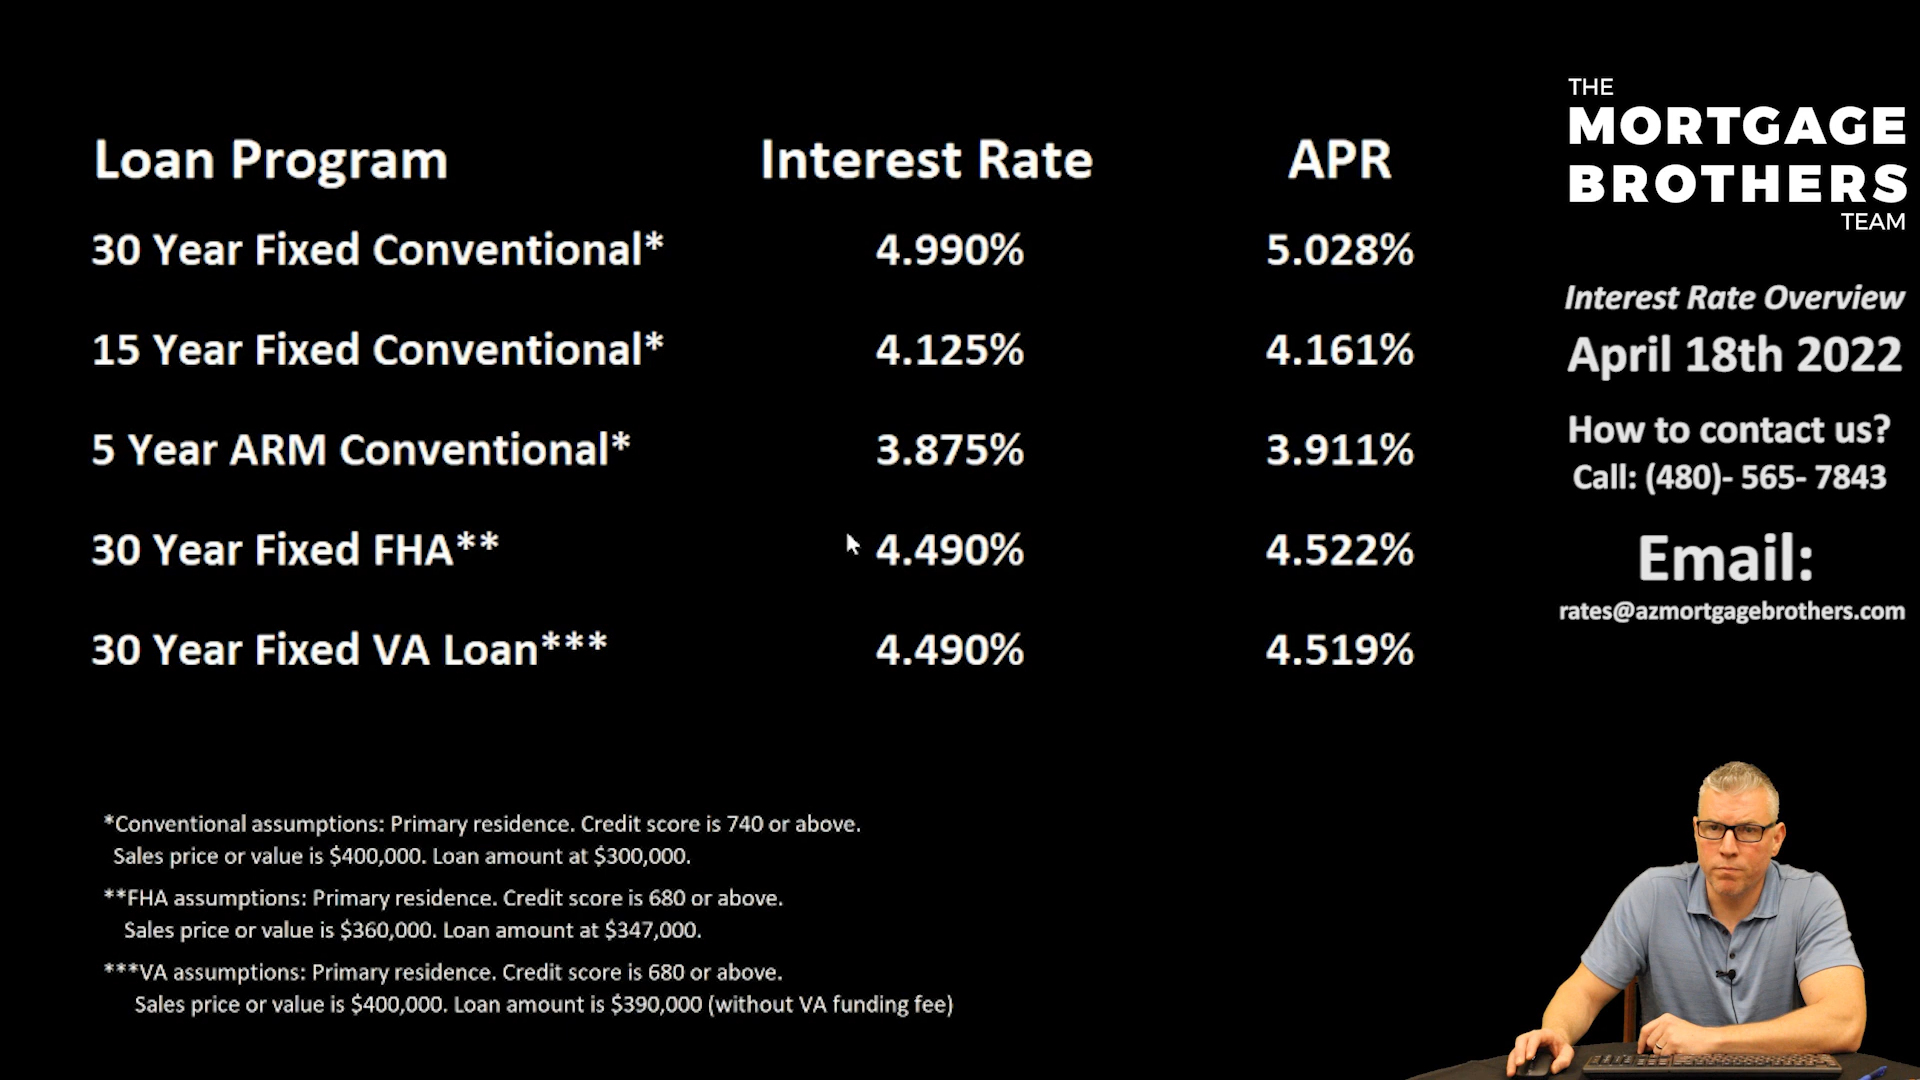 Loan Program Interest Rate APR
30 Year Fixed Conventional* 4.990% 5.028%
15 Year Fixed Conventional* 4.125% 4.161%
5 Year ARM Conventional* 3.875% 3.911%
30 Year Fixed FHA** 4.490% 4.522%
30 Year Fixed VA Loan*** 4.490% 4.519%
*Conventional assumptions: Primary residence. Credit score is 740 or above.
Sales price or value is $400,000. Loan amount at $300,000.
**FHA assumptions: Primary residence. Credit score is 680 or above.
Sales price or value is $360,000. Loan amount at $347,000.
***VA assumptions: Primary residence. Credit score is 680 or above.
Sales price or value is $400,000. Loan amount is $390,000 (without VA funding fee)
THE
MORTGAGE
BROTHERS
TEAM
Interest Rate Overview
April 18th 2022
How to contact us?
Call: (480)- 565- 7843
Email:
rates@azmortgagebrothers.com